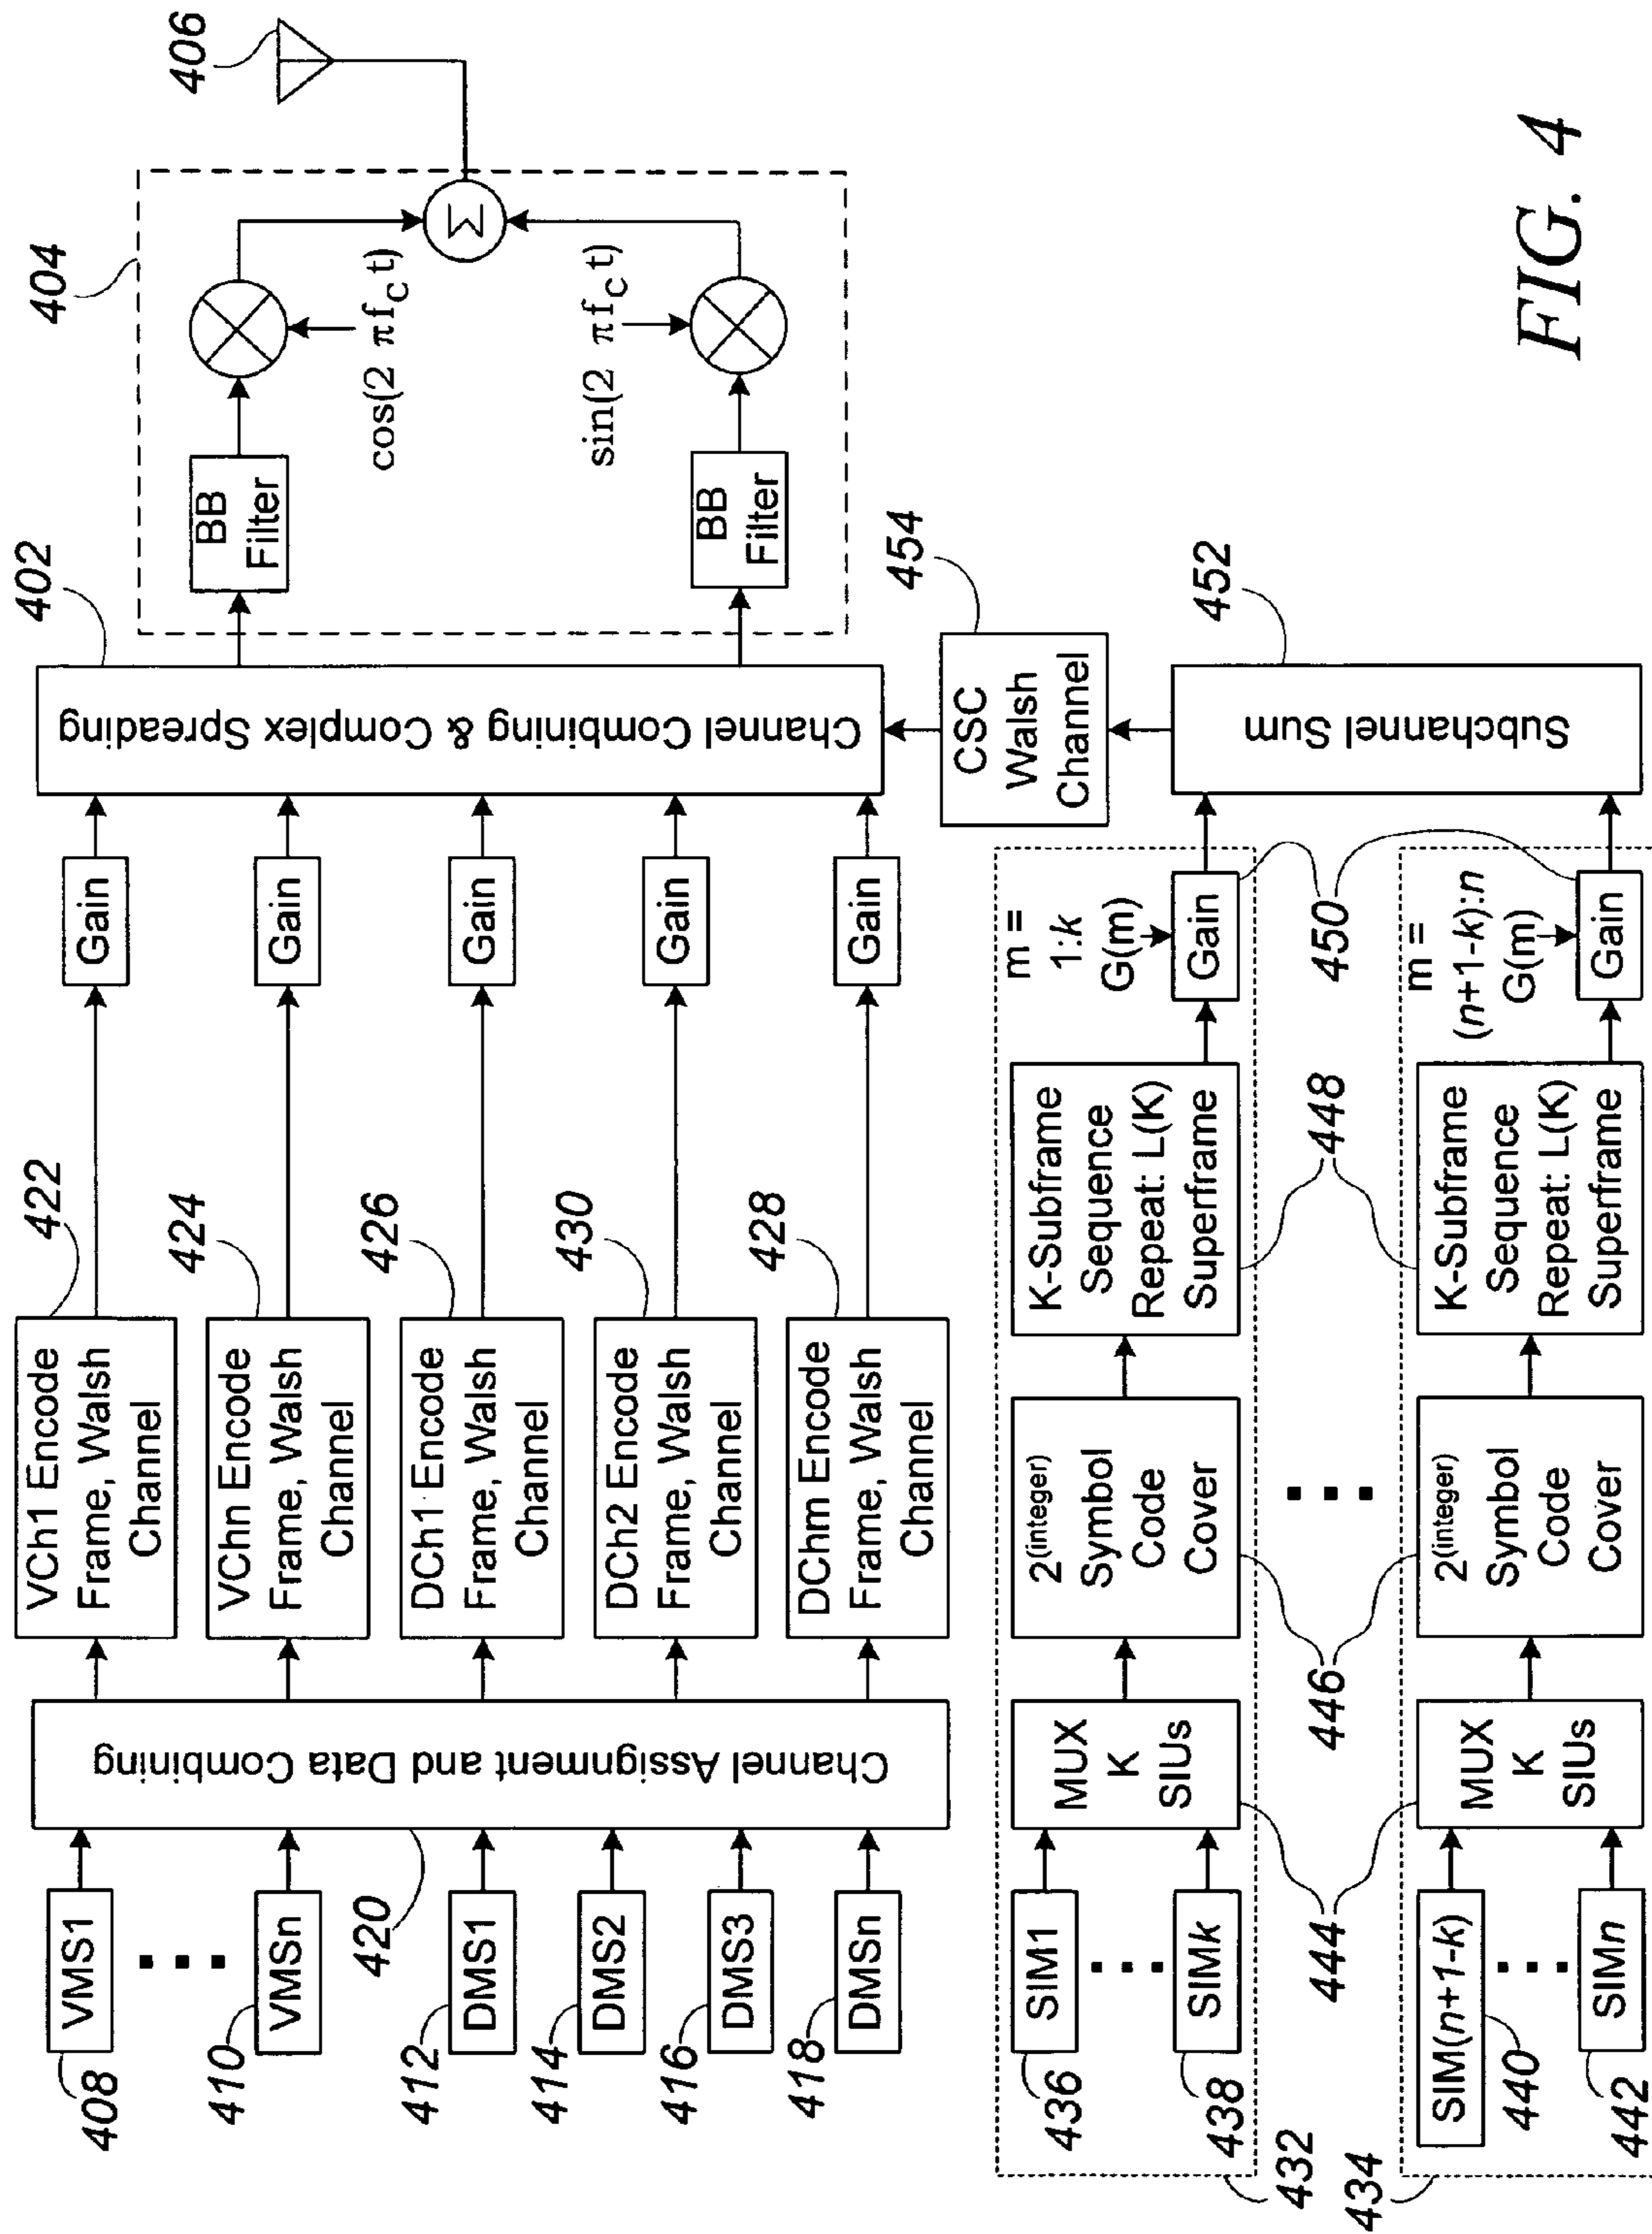 408
VMS1
410
VMSn
412
DMS1
414
DMS2
416
DMS3
418
DMSn
420
Channel Assignment and Data Combining
VCh1 Encode
Frame, Walsh
Channel
422
VChn Encode
Frame, Walsh
Channel
424
DCh1 Encode
Frame, Walsh
Channel
426
DCh2 Encode
Frame, Walsh
Channel
430
DChm Encode
Frame, Walsh
Channel
428
Gain
Gain
Gain
Gain
Gain
Channel Combining & Complex Spreading
402
404
BB
Filter
BB
Filter
cos(2 πf_c t)
sin(2 πf_c t)
Σ
406
432
436
SIM1
438
SIMk
MUX
K
SIUs
2(integer)
Symbol
Code
Cover
K-Subframe
Sequence
Repeat: L(K)
Superframe
m =
1:k
G(m)
Gain
444
446
448
450
434
SIM(n+1-k)
440
SIMn
442
MUX
K
SIUs
2(integer)
Symbol
Code
Cover
K-Subframe
Sequence
Repeat: L(K)
Superframe
m =
(n+1-k):n
G(m)
Gain
CSC
Walsh
Channel
454
Subchannel Sum
452
FIG. 4